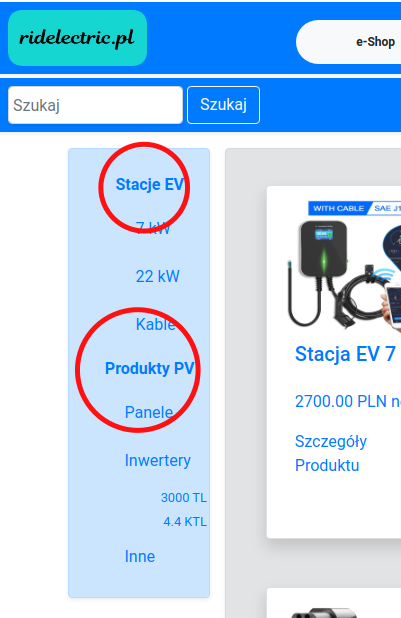 ridelectric.pl
e-Shop
Szukaj
Szukaj
Stacje EV
7 kW
22 kW
Kable
Produkty PV
Panele
Inwertery
3000 TL
4.4 KTL
Inne
WITH CABLE
SAE J1
Stacja EV 7
2700.00 PLN n
Szczegóły
Produktu